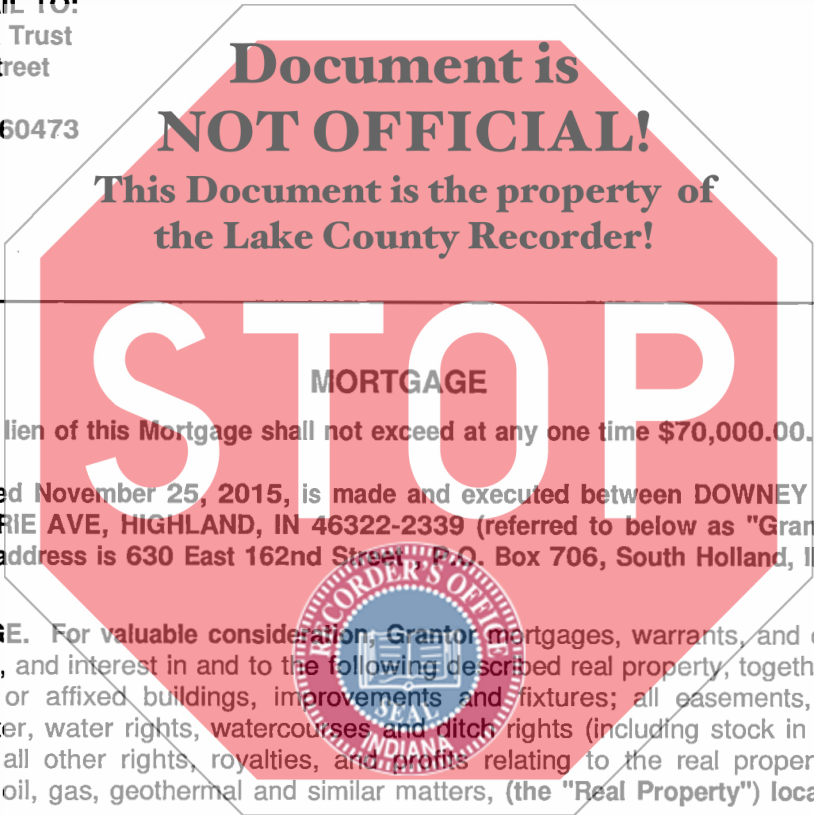 IL TO:
Trust
treet
60473
Document is
NOT OFFICIAL!
This Document is the property of
the Lake County Recorder!
STOP
MORTGAGE
lien of this Mortgage shall not exceed at any one time $70,000.00.
ed November 25, 2015, is made and executed between DOWNEY
RIE AVE, HIGHLAND, IN 46322-2339 (referred to below as "Gran
address is 630 East 162nd Street , P.O. Box 706, South Holland, I
RECORDER'S OFFICE
SEAL
INDIANA
GE. For valuable consideration, Grantor mortgages, warrants, and
, and interest in and to the following described real property, togeth
or affixed buildings, improvements and fixtures; all easements,
er, water rights, watercourses and ditch rights (including stock in
all other rights, royalties, and profits relating to the real proper
oil, gas, geothermal and similar matters, (the "Real Property") loca